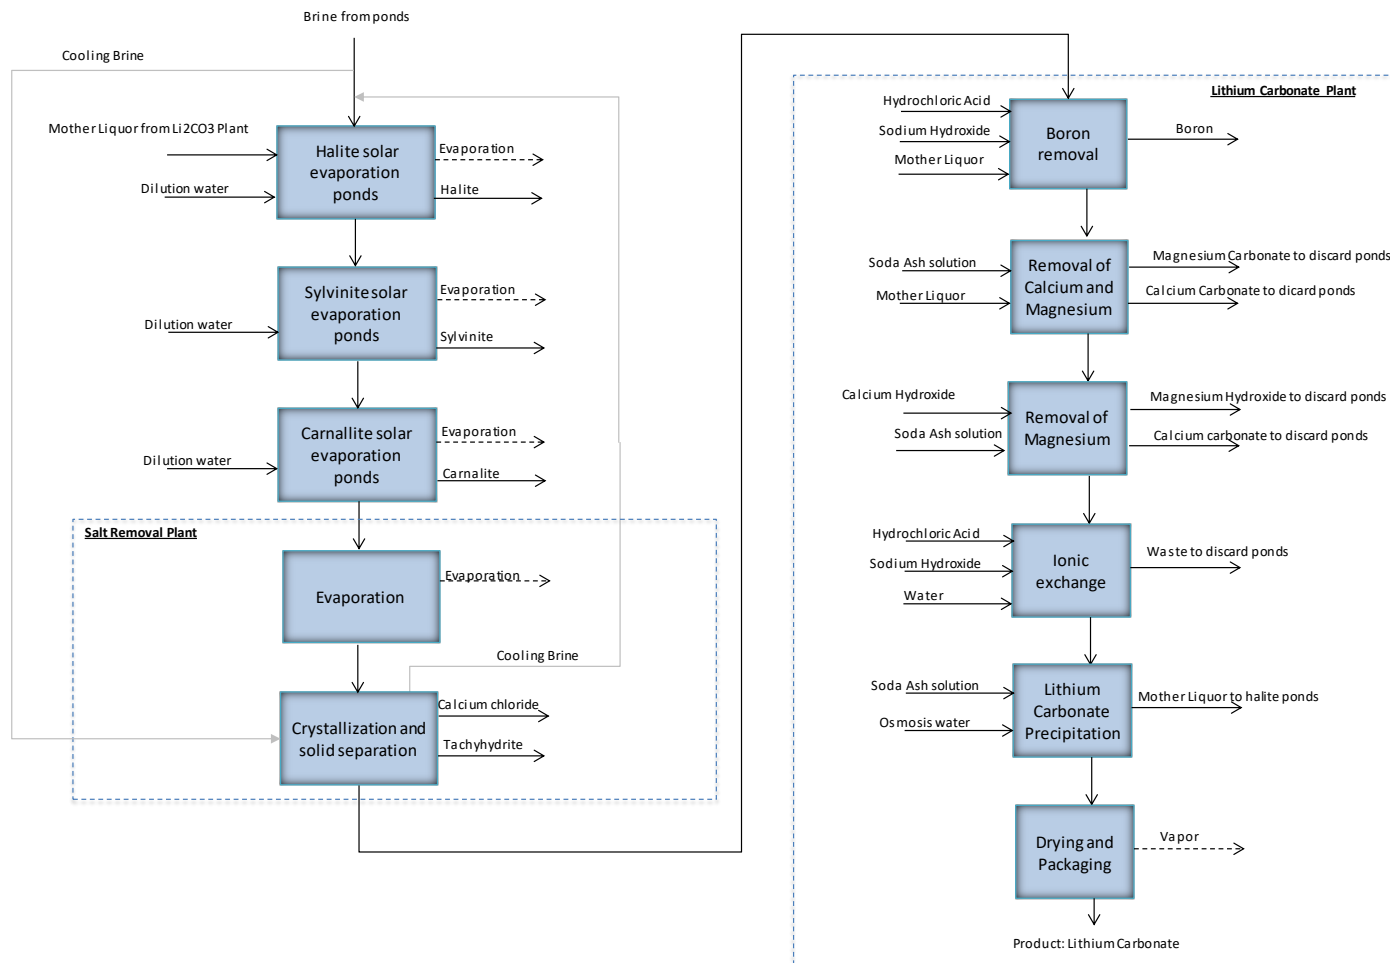 Brine from ponds
Cooling Brine
Mother Liquor from Li2CO3 Plant
Dilution water
Halite solar
evaporation
ponds
Evaporation
Halite
Dilution water
Sylvinite solar
evaporation
ponds
Evaporation
Sylvinite
Dilution water
Carnallite solar
evaporation
ponds
Evaporation
Carnalite
Salt Removal Plant
Evaporation
Evaporation
Cooling Brine
Crystallization and
solid separation
Calcium chloride
Tachyhydrite
Lithium Carbonate Plant
Hydrochloric Acid
Sodium Hydroxide
Mother Liquor
Boron
removal
Boron
Soda Ash solution
Mother Liquor
Removal of
Calcium and
Magnesium
Magnesium Carbonate to discard ponds
Calcium Carbonate to dicard ponds
Calcium Hydroxide
Soda Ash solution
Removal of
Magnesium
Magnesium Hydroxide to discard ponds
Calcium carbonate to discard ponds
Hydrochloric Acid
Sodium Hydroxide
Water
Ionic
exchange
Waste to discard ponds
Soda Ash solution
Osmosis water
Lithium
Carbonate
Precipitation
Mother Liquor to halite ponds
Drying and
Packaging
Vapor
Product: Lithium Carbonate